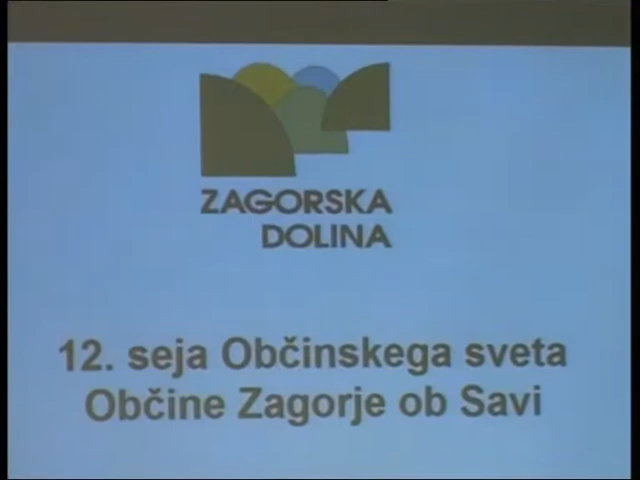 ZAGORSKA
DOLINA
12. seja Občinskega sveta
Občine Zagorje ob Savi